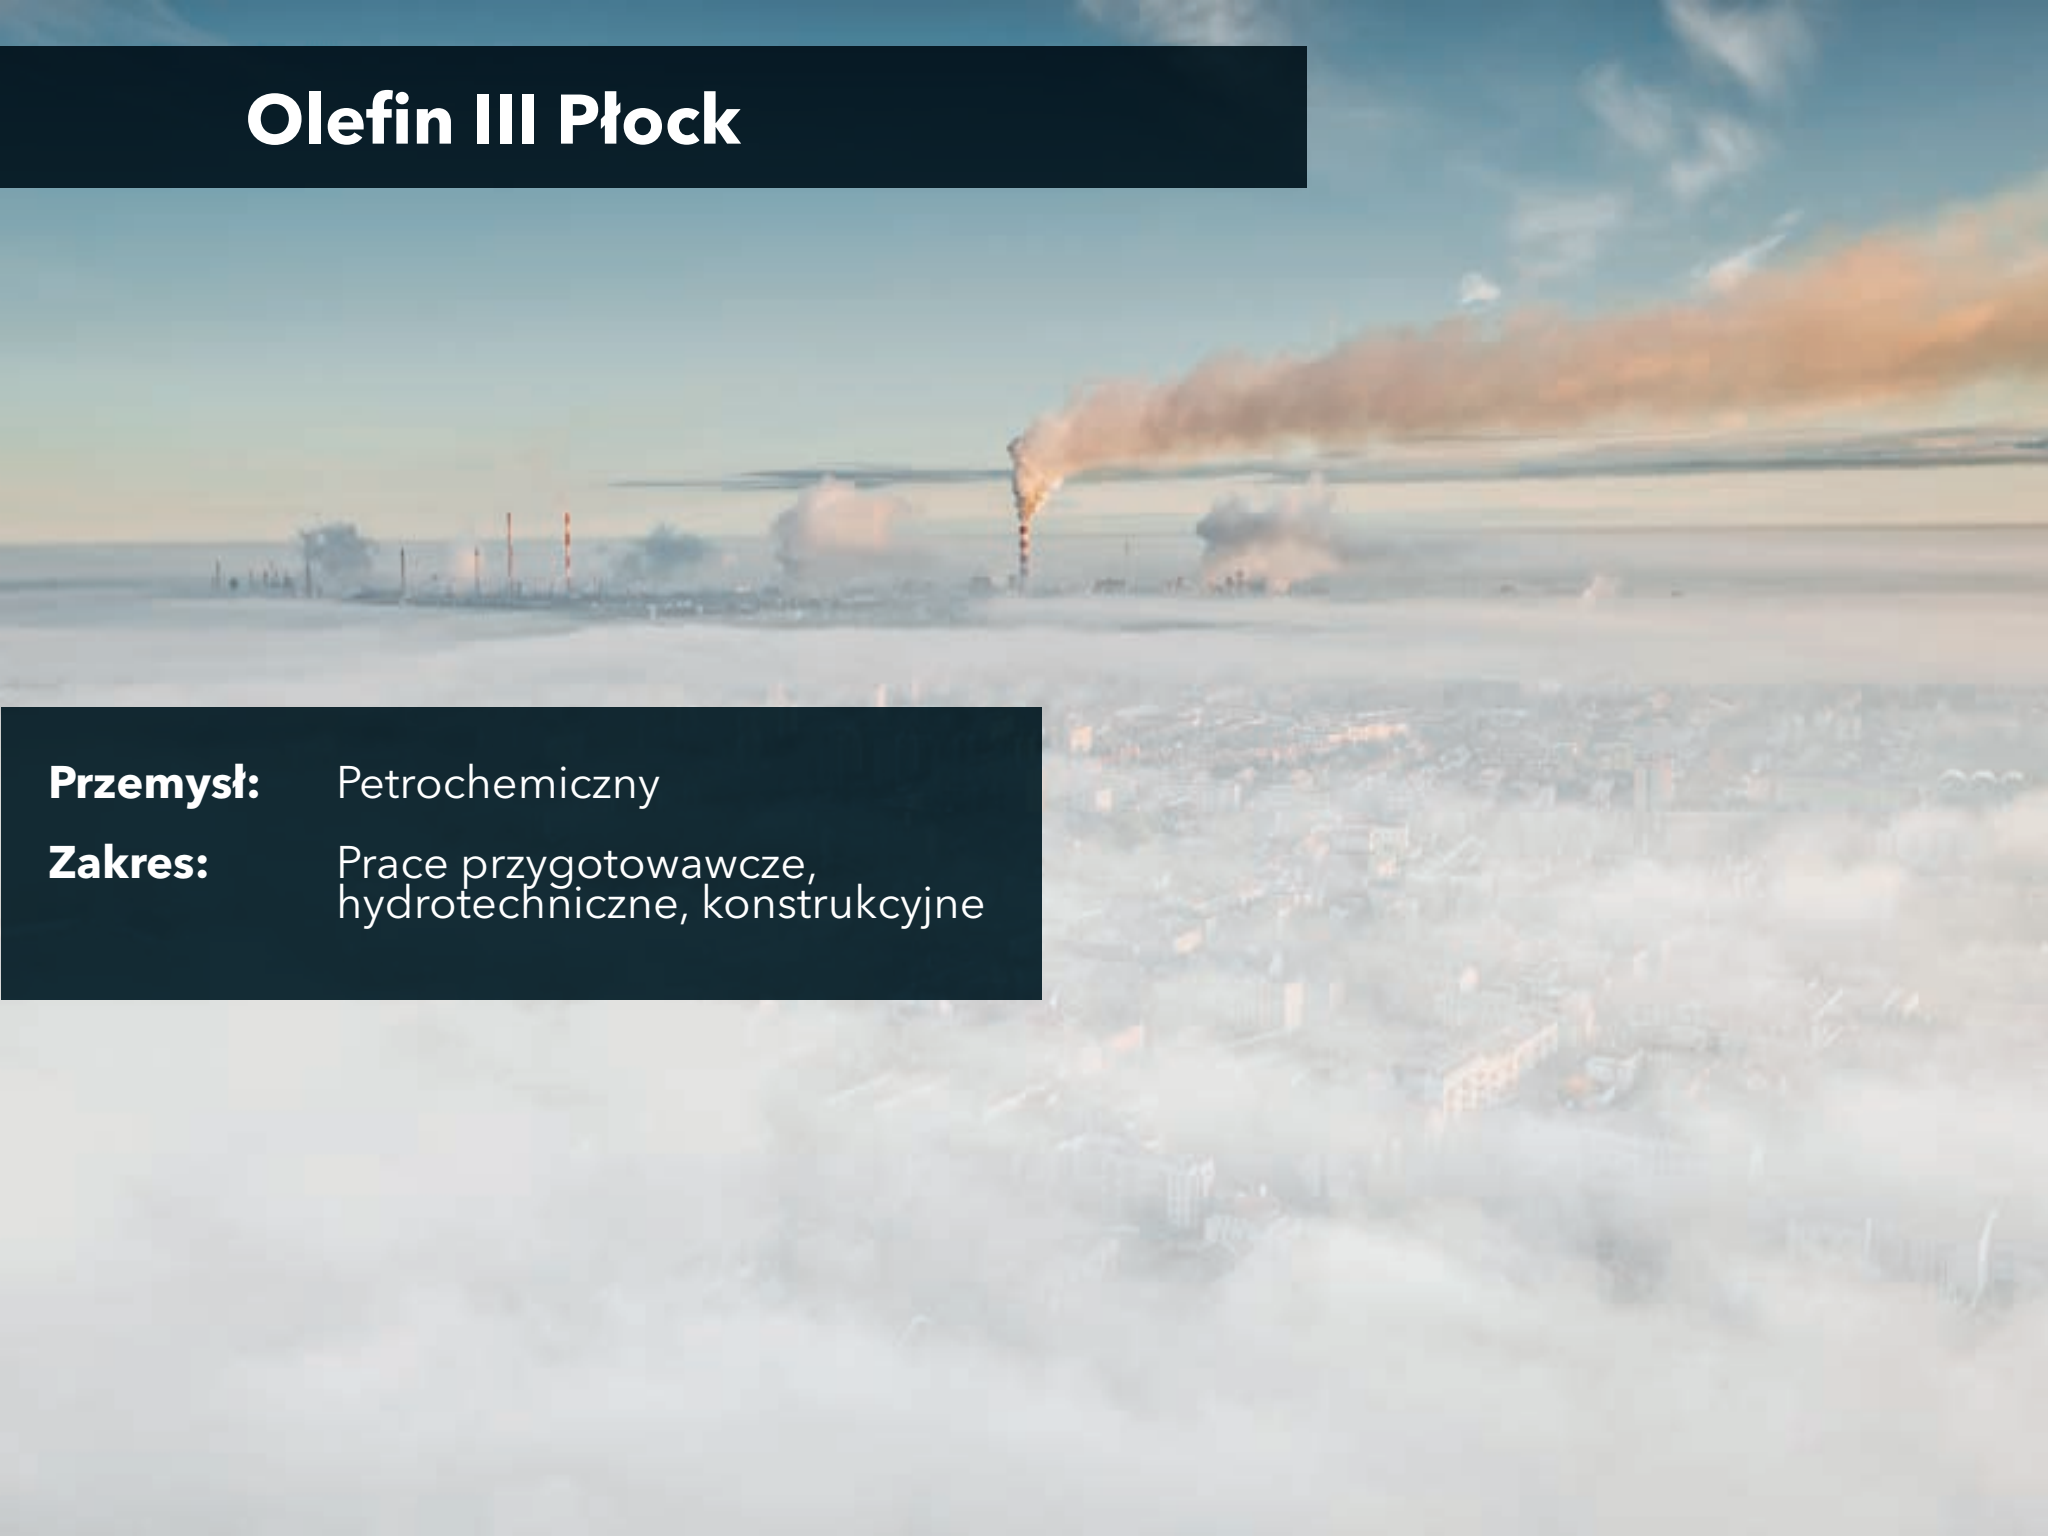 Olefin III Płock
Przemysł: Petrochemiczny
Zakres: Prace przygotowawcze,
hydrotechniczne, konstrukcyjne